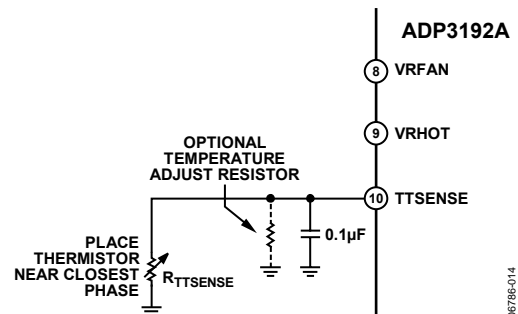 ADP3192A
8 VRFAN
9 VRHOT
OPTIONAL
TEMPERATURE
ADJUST RESISTOR
10 TTSENSE
0.1µF
PLACE
THERMISTOR
NEAR CLOSEST
PHASE
RTTSENSE
06786-014